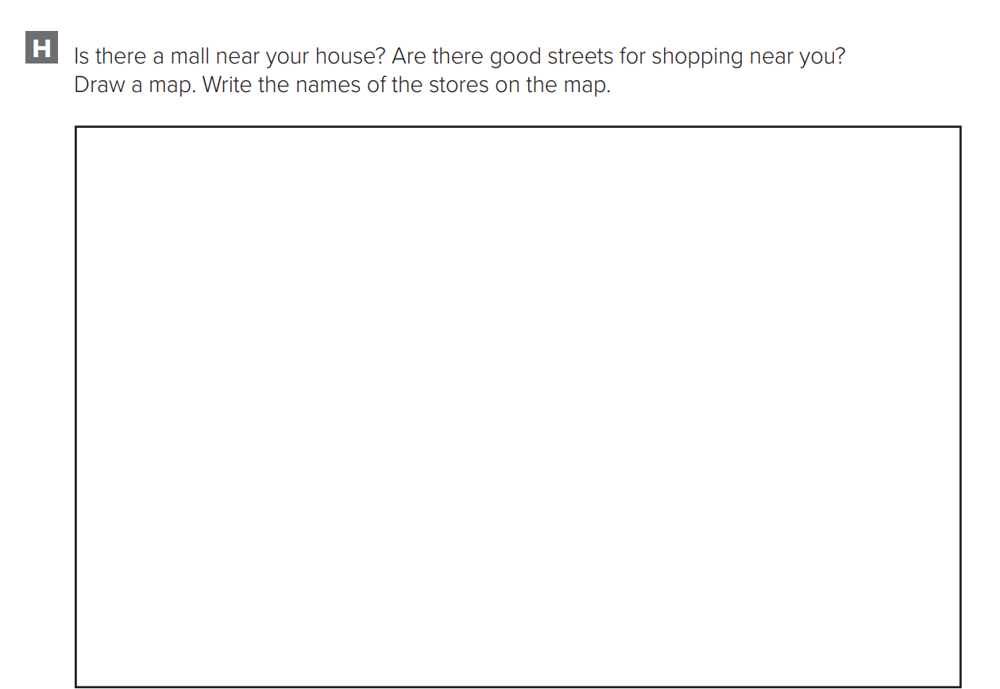 H
Is there a mall near your house? Are there good streets for shopping near you?
Draw a map. Write the names of the stores on the map.